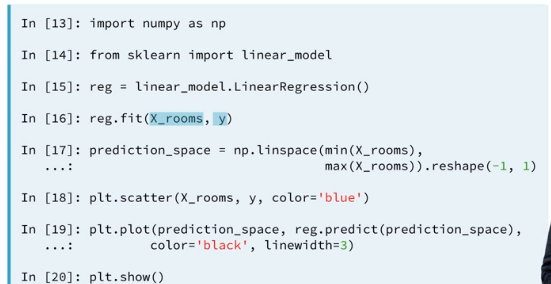 In [13]: import numpy as np
In [14]: from sklearn import linear_model
In [15]: reg = linear_model.LinearRegression()
In [16]: reg.fit(X_rooms, y)
In [17]: prediction_space = np.linspace(min(X_rooms),
...: max(X_rooms)).reshape(-1, 1)
In [18]: plt.scatter(X_rooms, y, color='blue')
In [19]: plt.plot(prediction_space, reg.predict(prediction_space),
...: color='black', linewidth=3)
In [20]: plt.show()